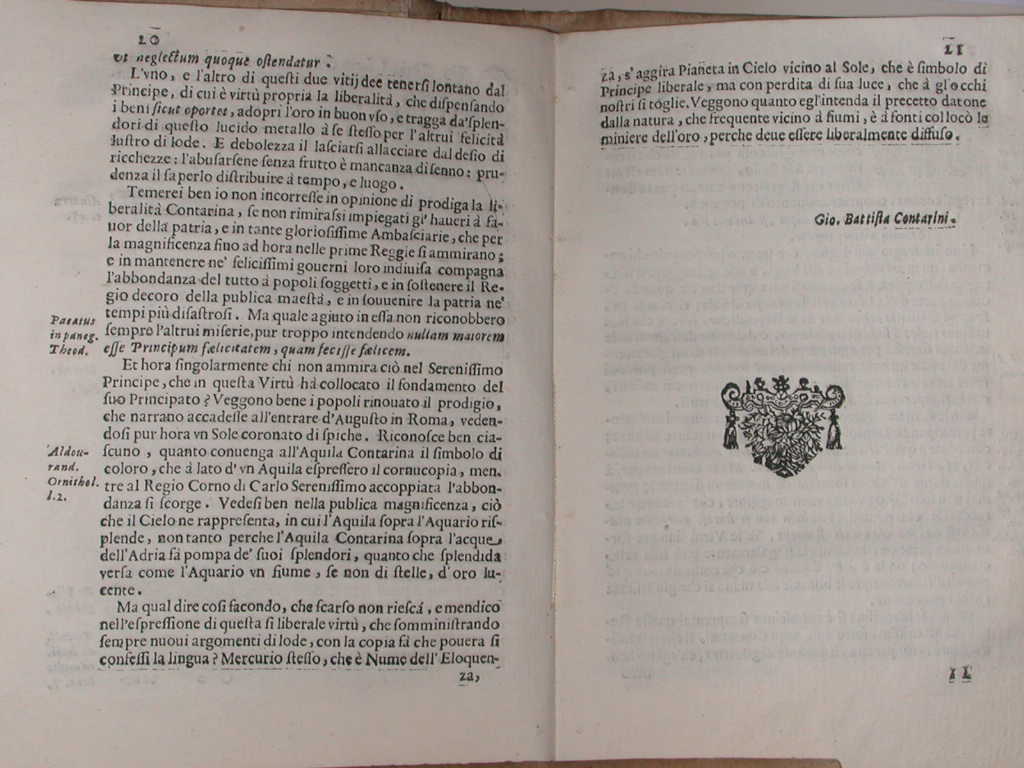 20
vt neglectum quoque ostendatur.
L'vno, e l'altro di questi due vitij dee tenersi lontano dal
Principe, di cui è virtù propria la liberalità, che dispensando
i beni sicut oportet, adopri l'oro in buon vso, e tragga da'splen-
dori di questo lucido metallo à se stesso per l'altrui felicità
lustro di lode. E debolezza il lasciarsi allacciare dal desio di
ricchezze: l'abusarsene senza frutto è mancanza di senno: pru-
denza il saperlo distribuire à tempo, e luogo.
Temerei ben io non incorresse in opinione di prodiga la li-
beralità Contarina, se non rimirassi impiegati gl'haueri à fa-
uor della patria, e in tante gloriosissime Ambasciarie, che per
la magnificenza fino ad hora nelle prime Reggie si ammirano;
e in mantenere ne' felicissimi gouerni loro indiuisa compagna
l'abbondanza del tutto à popoli soggetti, e in sostenere il Re-
gio decoro della publica maestà, e in souuenire la patria ne'
tempi più disastrosi. Ma quale agiuto in essa non riconobbero
sempre l'altrui miserie, pur troppo intendendo nullam maiorem
esse Principum fælicitatem, quam fecisse fælicem.
Pacatus
in paneg.
Theod.
Et hora singolarmente chi non ammira ciò nel Serenissimo
Principe, che in questa Virtù hà collocato il fondamento del
suo Principato? Veggono bene i popoli rinouato il prodigio,
che narrano accadesse all'entrare d'Augusto in Roma, veden-
dosi pur hora vn Sole coronato di spiche. Riconosce ben cia-
scuno, quanto conuenga all'Aquila Contarina il simbolo di
coloro, che à lato d'vn Aquila espressero il cornucopia, men-
tre al Regio Corno di Carlo Serenissimo accoppiata l'abbon-
danza si scorge. Vedesi ben nella publica magnificenza, ciò
che il Cielo ne rappresenta, in cui l'Aquila sopra l'Aquario ris-
plende, non tanto perche l'Aquila Contarina sopra l'acque
dell'Adria fà pompa de' suoi splendori, quanto che splendida
versa come l'Aquario vn fiume, se non di stelle, d'oro lu-
cente.
Aldou-
rand.
Ornithol.
l.2.
Ma qual dire cosi facondo, che scarso non riescà, e mendico
nell'espressione di questa si liberale virtù, che somministrando
sempre nuoui argomenti di lode, con la copia fà che pouera si
confessi la lingua? Mercurio stesso, che è Nume dell'Eloquen-
za,
21
za, s'aggira Pianeta in Cielo vicino al Sole, che è simbolo di
Principe liberale, ma con perdita di sua luce, che à gl'occhi
nostri si toglie. Veggono quanto egl'intenda il precetto datone
dalla natura, che frequente vicino à fiumi, è à fonti collocò le
miniere dell'oro, perche deue essere liberalmente diffuso.
Gio. Battista Contarini.